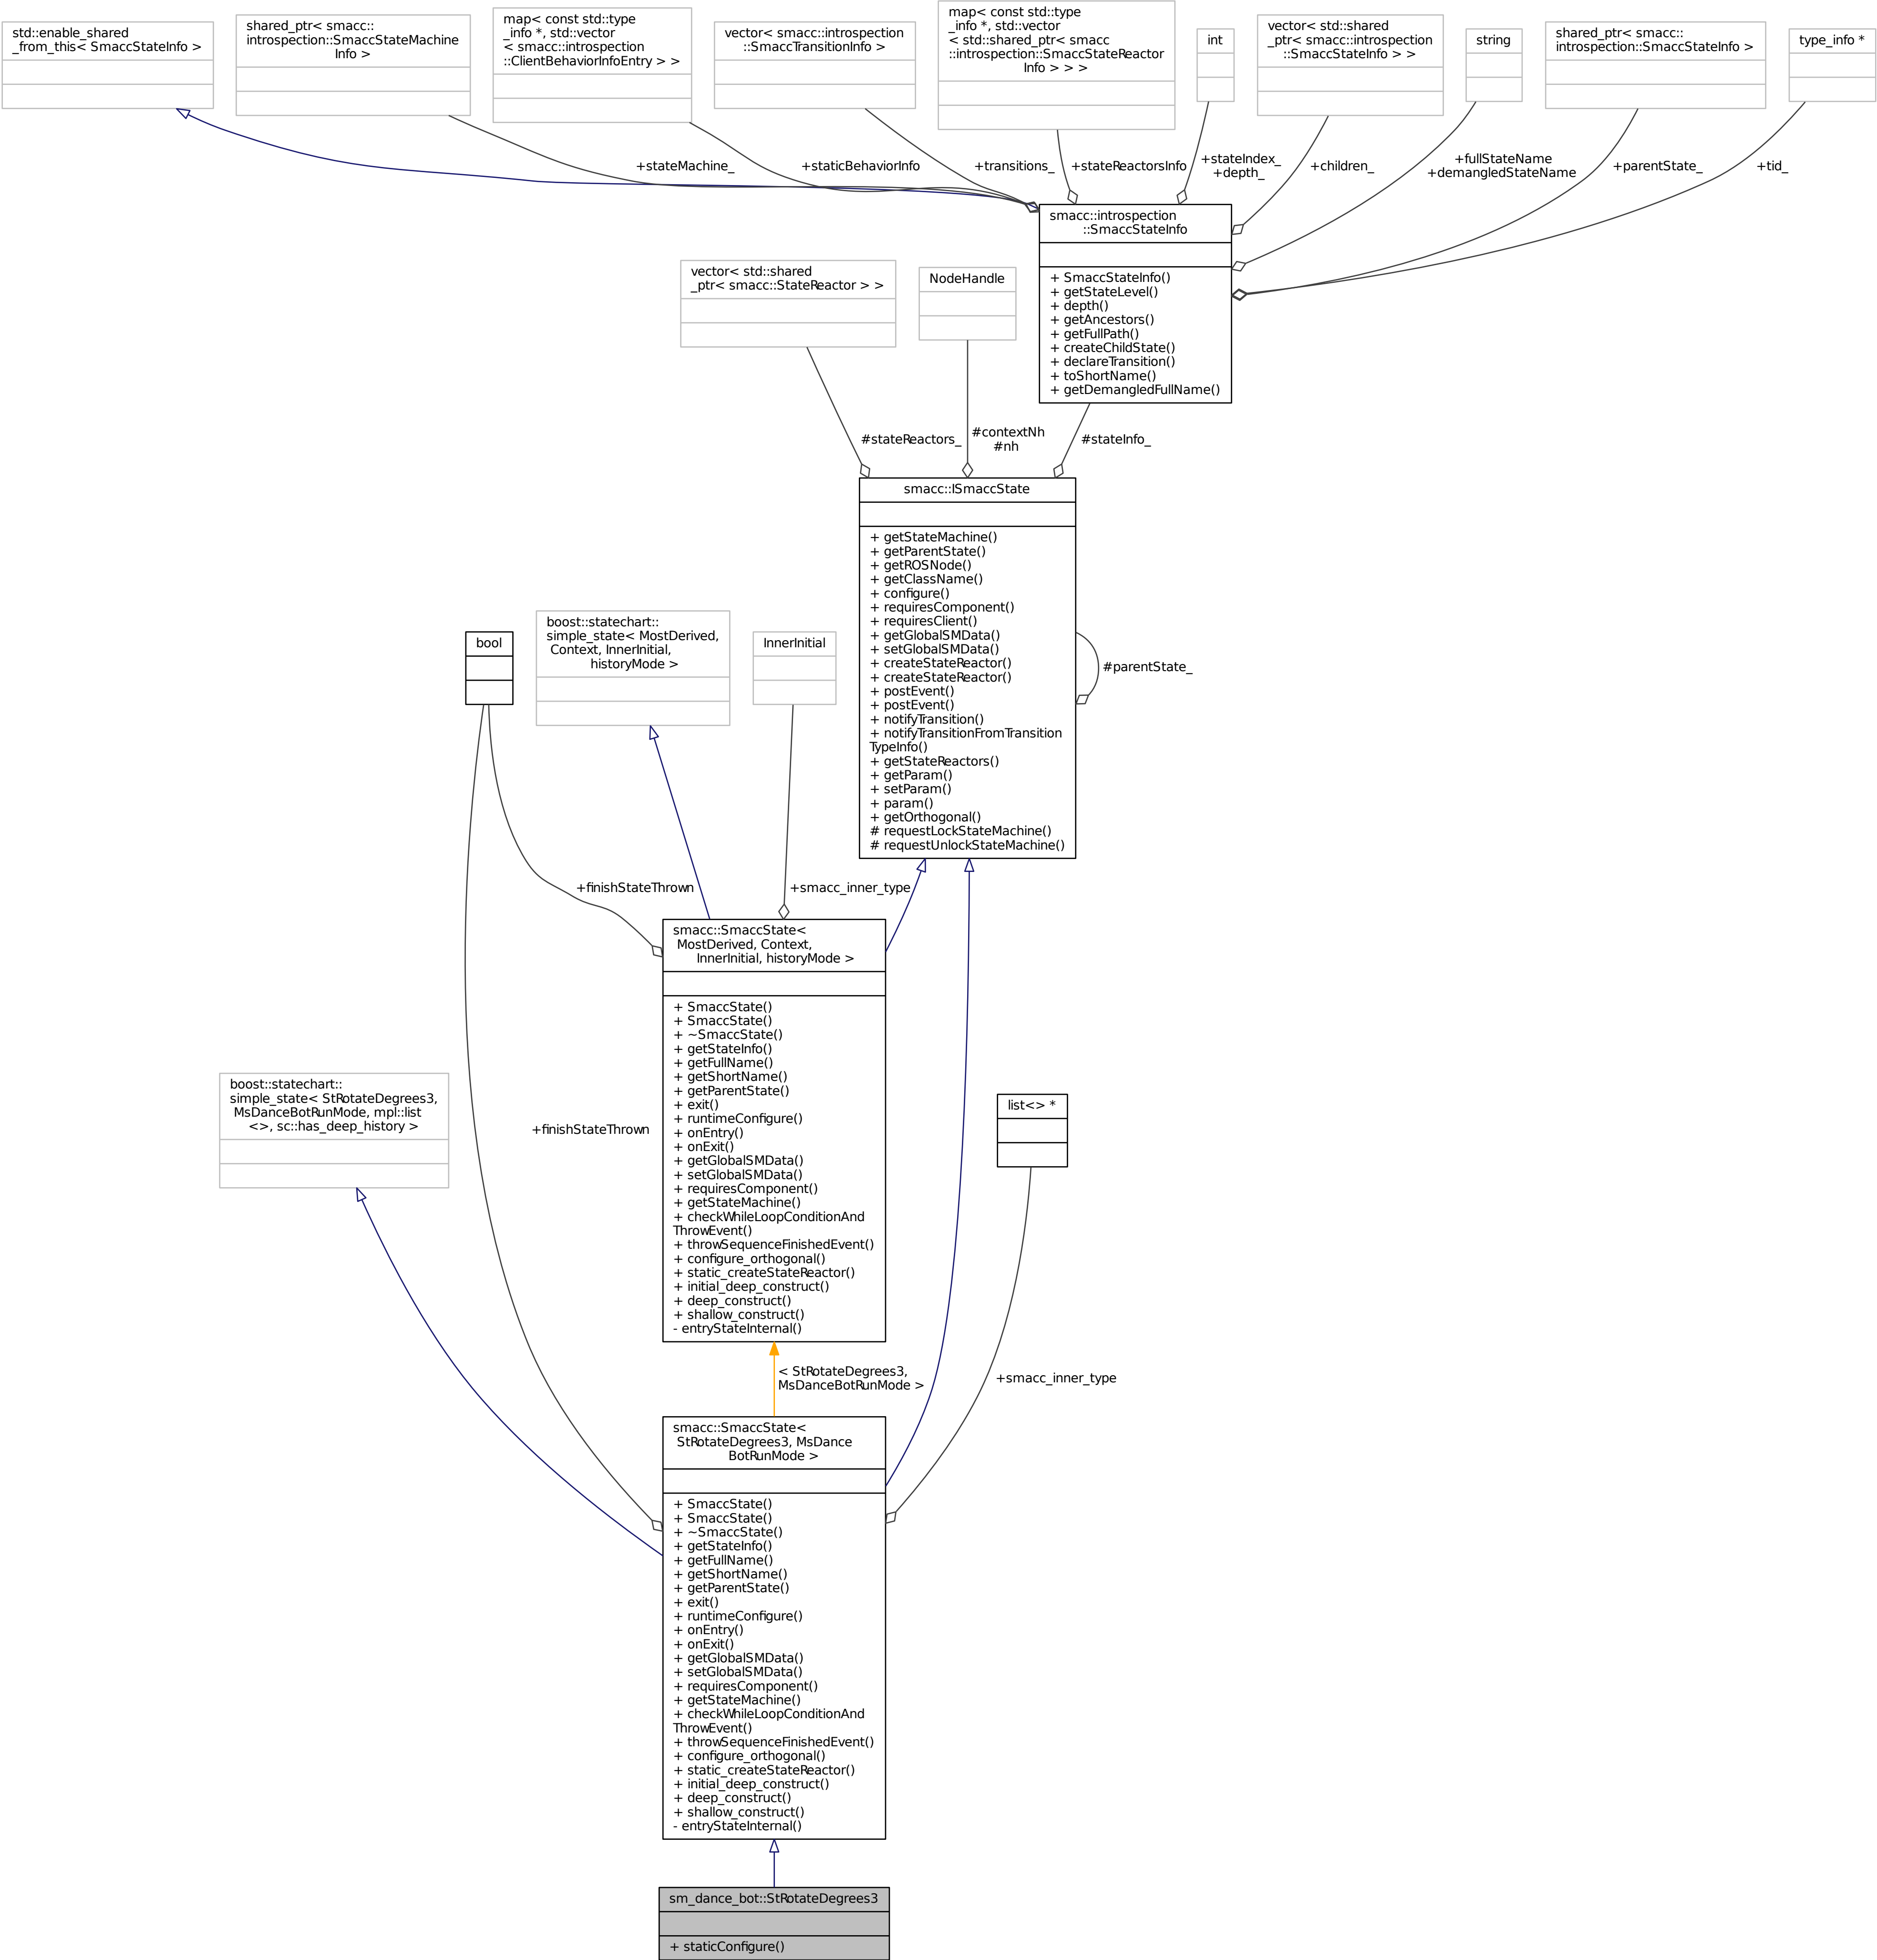 std::enable_shared
_from_this< SmaccStateInfo >
shared_ptr< smacc::
introspection::SmaccStateMachine
Info >
map< const std::type
_info *, std::vector
< smacc::introspection
::ClientBehaviorInfoEntry > >
vector< smacc::introspection
::SmaccTransitionInfo >
map< const std::type
_info *, std::vector
< std::shared_ptr< smacc
::introspection::SmaccStateReactor
Info > > >
int
vector< std::shared
_ptr< smacc::introspection
::SmaccStateInfo > >
string
shared_ptr< smacc::
introspection::SmaccStateInfo >
type_info *
+stateMachine_
+staticBehaviorInfo
+transitions_
+stateReactorsInfo
+stateIndex_
+depth_
+children_
+fullStateName
+demangledStateName
+parentState_
+tid_
smacc::introspection
::SmaccStateInfo
+ SmaccStateInfo()
+ getStateLevel()
+ depth()
+ getAncestors()
+ getFullPath()
+ createChildState()
+ declareTransition()
+ toShortName()
+ getDemangledFullName()
vector< std::shared
_ptr< smacc::StateReactor > >
NodeHandle
#stateReactors_
#contextNh
#nh
#stateInfo_
smacc::ISmaccState
+ getStateMachine()
+ getParentState()
+ getROSNode()
+ getClassName()
+ configure()
+ requiresComponent()
+ requiresClient()
+ getGlobalSMData()
+ setGlobalSMData()
+ createStateReactor()
+ createStateReactor()
+ postEvent()
+ postEvent()
+ notifyTransition()
+ notifyTransitionFromTransition
TypeInfo()
+ getStateReactors()
+ getParam()
+ setParam()
+ param()
+ getOrthogonal()
# requestLockStateMachine()
# requestUnlockStateMachine()
#parentState_
bool
boost::statechart::
simple_state< MostDerived,
Context, InnerInitial,
historyMode >
InnerInitial
+finishStateThrown
+smacc_inner_type
smacc::SmaccState<
MostDerived, Context,
InnerInitial, historyMode >
+ SmaccState()
+ SmaccState()
+ ~SmaccState()
+ getStateInfo()
+ getFullName()
+ getShortName()
+ getParentState()
+ exit()
+ runtimeConfigure()
+ onEntry()
+ onExit()
+ getGlobalSMData()
+ setGlobalSMData()
+ requiresComponent()
+ getStateMachine()
+ checkWhileLoopConditionAnd
ThrowEvent()
+ throwSequenceFinishedEvent()
+ configure_orthogonal()
+ static_createStateReactor()
+ initial_deep_construct()
+ deep_construct()
+ shallow_construct()
- entryStateInternal()
boost::statechart::
simple_state< StRotateDegrees3,
MsDanceBotRunMode, mpl::list
<>, sc::has_deep_history >
+finishStateThrown
list<> *
< StRotateDegrees3,
MsDanceBotRunMode >
+smacc_inner_type
smacc::SmaccState<
StRotateDegrees3, MsDance
BotRunMode >
+ SmaccState()
+ SmaccState()
+ ~SmaccState()
+ getStateInfo()
+ getFullName()
+ getShortName()
+ getParentState()
+ exit()
+ runtimeConfigure()
+ onEntry()
+ onExit()
+ getGlobalSMData()
+ setGlobalSMData()
+ requiresComponent()
+ getStateMachine()
+ checkWhileLoopConditionAnd
ThrowEvent()
+ throwSequenceFinishedEvent()
+ configure_orthogonal()
+ static_createStateReactor()
+ initial_deep_construct()
+ deep_construct()
+ shallow_construct()
- entryStateInternal()
sm_dance_bot::StRotateDegrees3
+ staticConfigure()